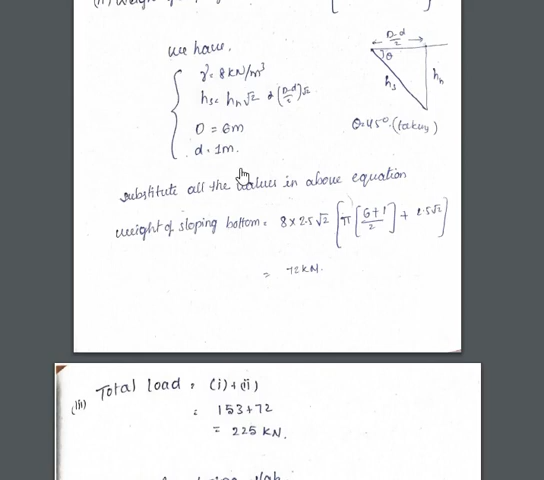 we have.
γ = 8 kN/m³
hs = hn√2 = (D-d/2)√2
D = 6m
d = 1m.
D-d/2
θ
hs
hn
θ=45° (taking)
substitute all the values in above equation
weight of sloping bottom = 8 × 2.5√2 [π [6+1/2] + 2.5√2]
= 72 KN.
(iii) Total load = (i)+(ii)
= 153+72
= 225 KN.